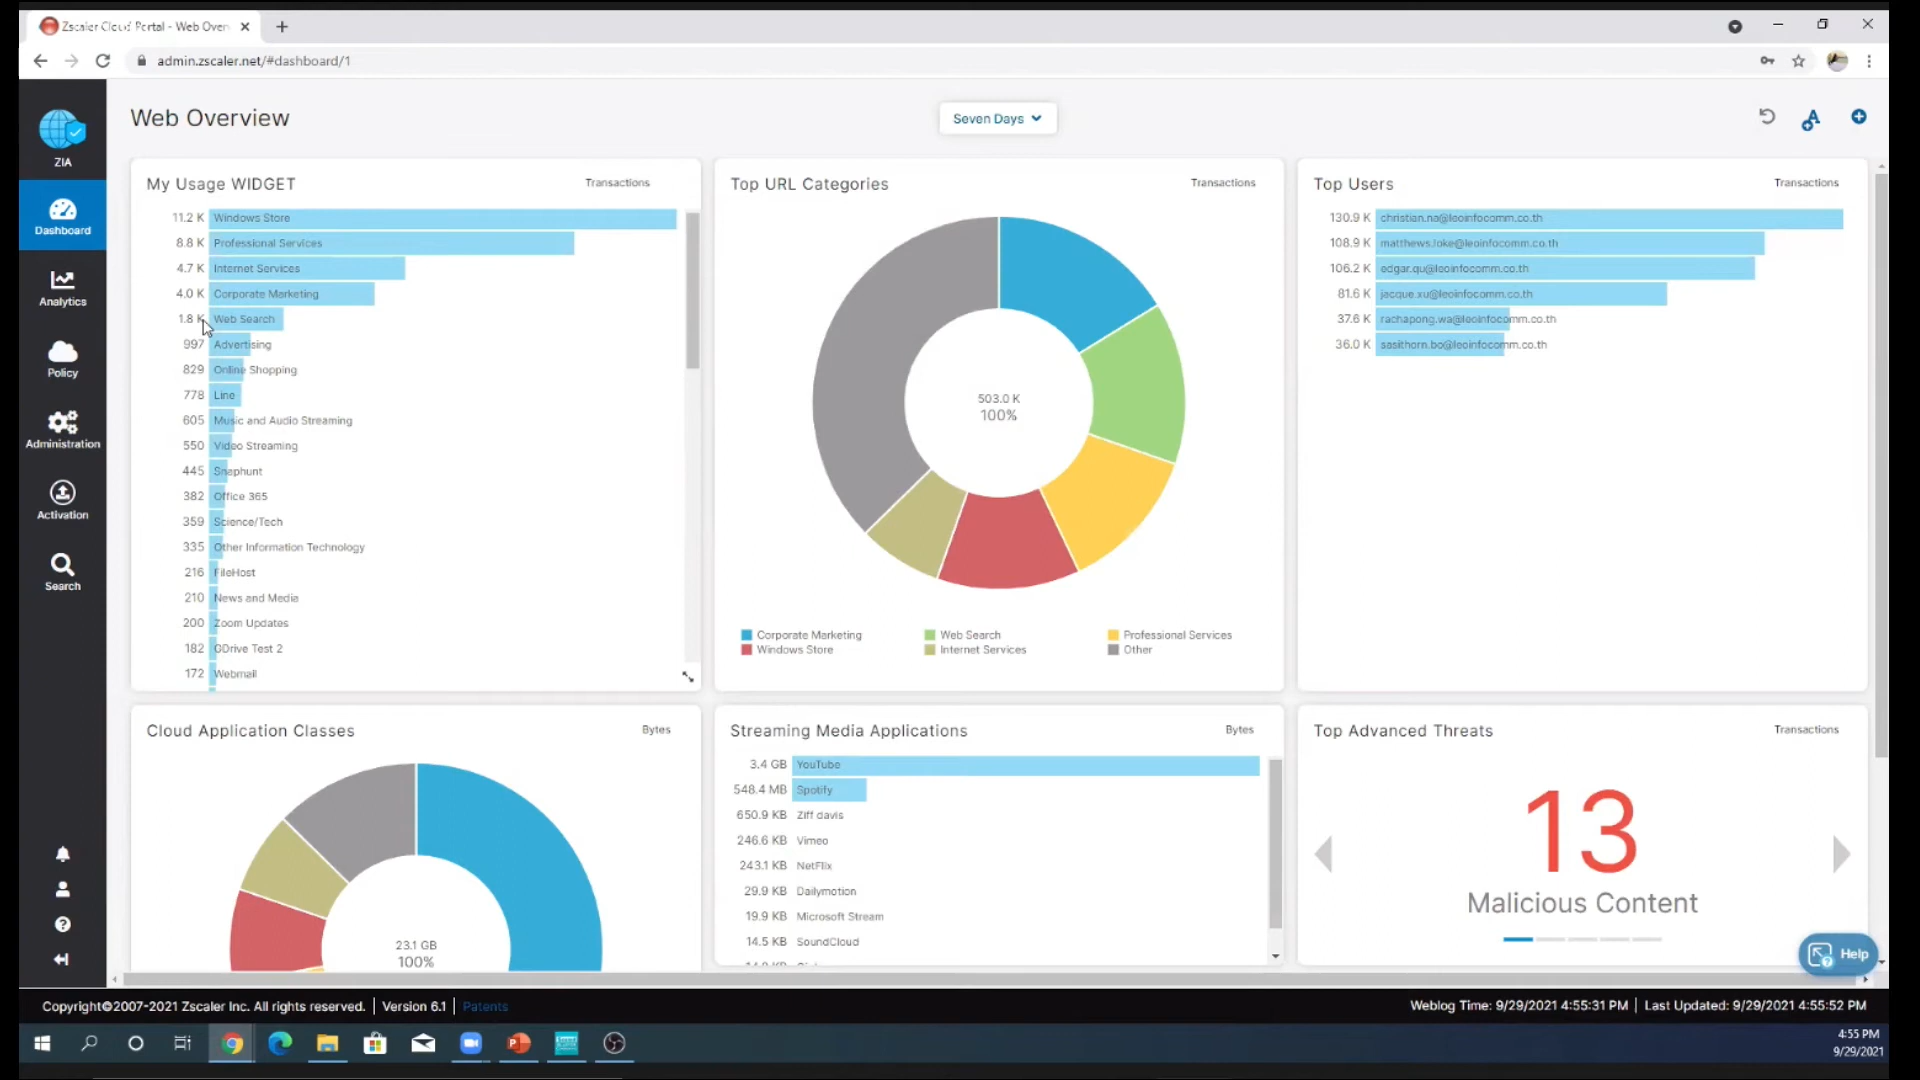 Zscaler Cloud Portal - Web Over
admin.zscaler.net/#dashboard/1
ZIA
Dashboard
Analytics
Policy
Administration
Activation
Search
Web Overview
Seven Days
My Usage WIDGET
Transactions
11.2 K Windows Store
8.8 K Professional Services
4.7 K Internet Services
4.0 K Corporate Marketing
1.8 K Web Search
997 Advertising
829 Online Shopping
778 Line
605 Music and Audio Streaming
550 Video Streaming
445 Snaphunt
382 Office 365
359 Science/Tech
335 Other Information Technology
216 FileHost
210 News and Media
200 Zoom Updates
182 GDrive Test 2
172 Webmail
Top URL Categories
Transactions
503.0 K
100%
Corporate Marketing
Web Search
Professional Services
Windows Store
Internet Services
Other
Top Users
Transactions
130.9 K christian.na@leoinfocomm.co.th
108.9 K matthews.loke@leoinfocomm.co.th
106.2 K edgar.qu@leoinfocomm.co.th
81.6 K jacque.xu@leoinfocomm.co.th
37.6 K rachapong.wa@leoinfocomm.co.th
36.0 K sasithorn.bo@leoinfocomm.co.th
Cloud Application Classes
Bytes
23.1 GB
100%
Streaming Media Applications
Bytes
3.4 GB YouTube
548.4 MB Spotify
650.9 KB Ziff davis
246.6 KB Vimeo
243.1 KB NetFlix
29.9 KB Dailymotion
19.9 KB Microsoft Stream
14.5 KB SoundCloud
Top Advanced Threats
Transactions
13
Malicious Content
Help
Copyright©2007-2021 Zscaler Inc. All rights reserved. | Version 6.1 | Patents
Weblog Time: 9/29/2021 4:55:31 PM | Last Updated: 9/29/2021 4:55:52 PM
4:55 PM
9/29/2021